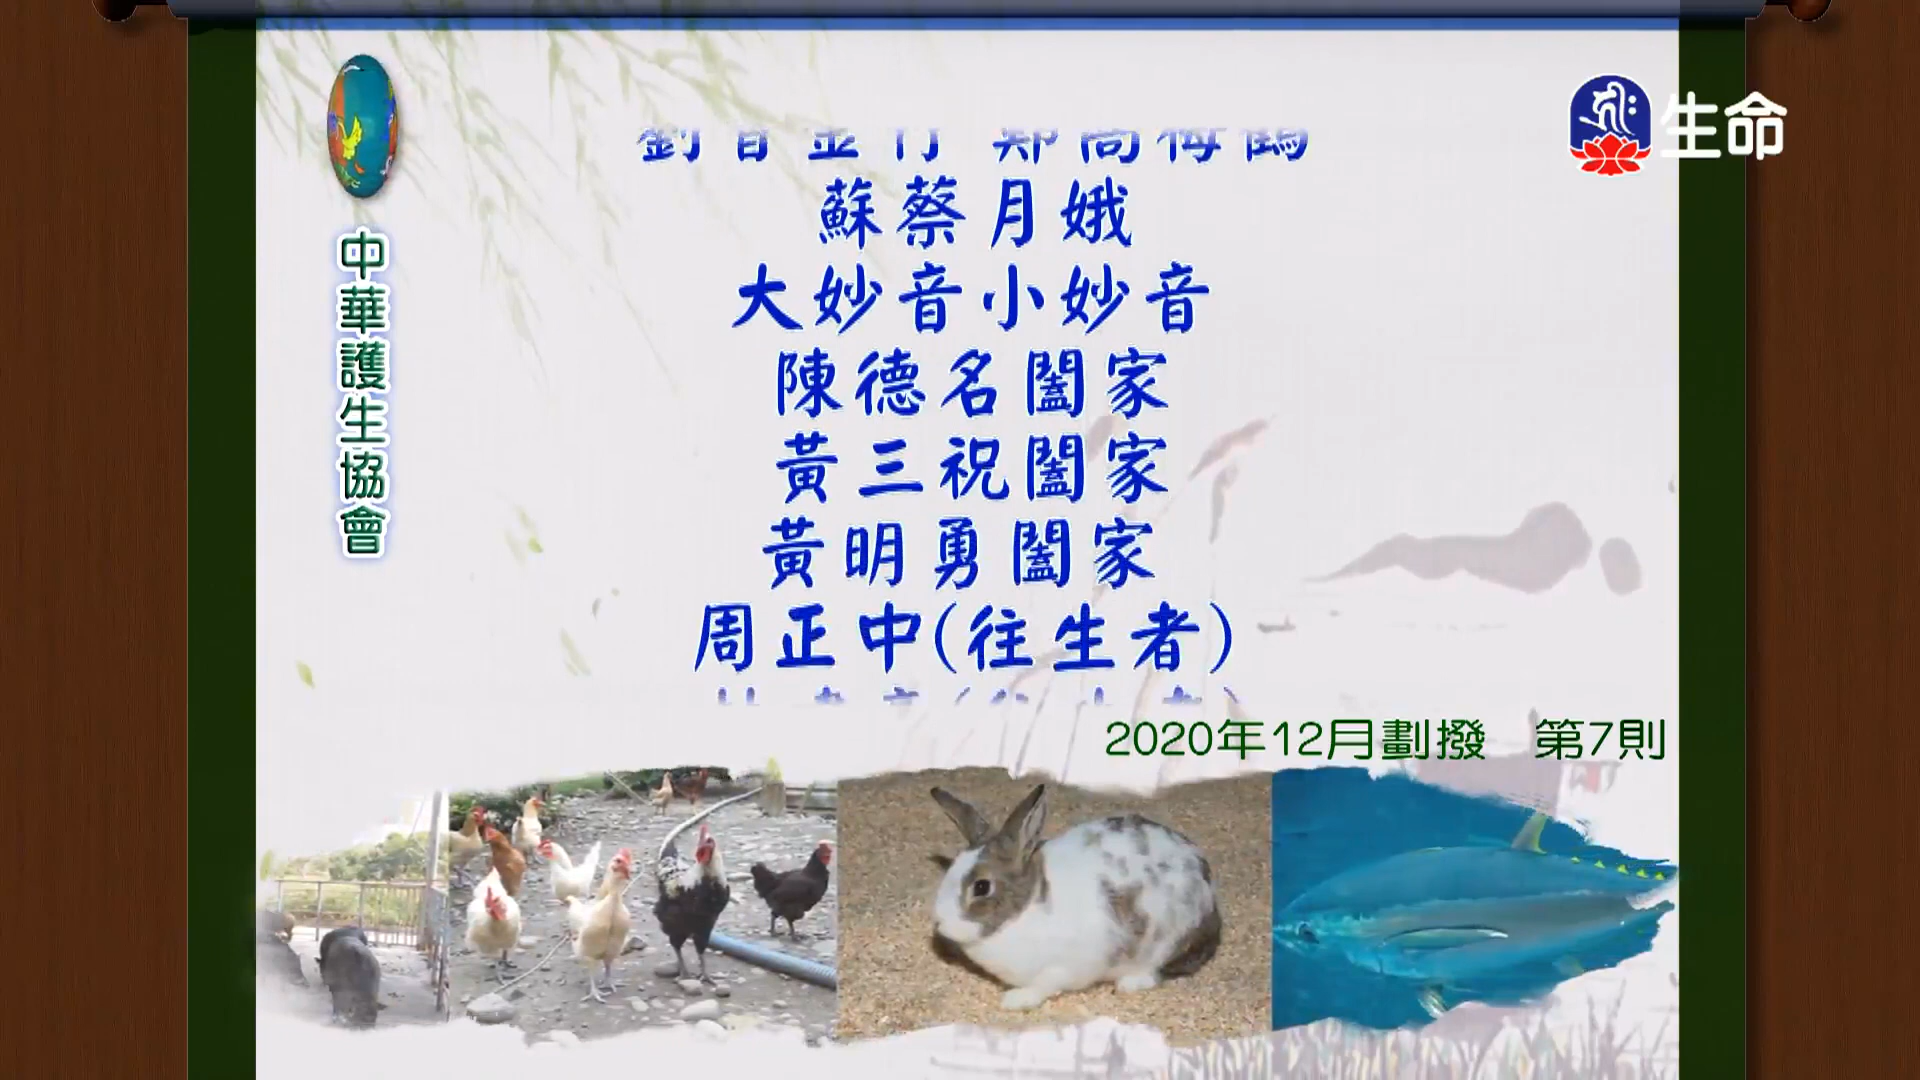 生命
中華護生協會
蘇蔡月娥
大妙音小妙音
陳德名闔家
黃三祝闔家
黃明勇闔家
周正中(往生者)
2020年12月劃撥　第7則